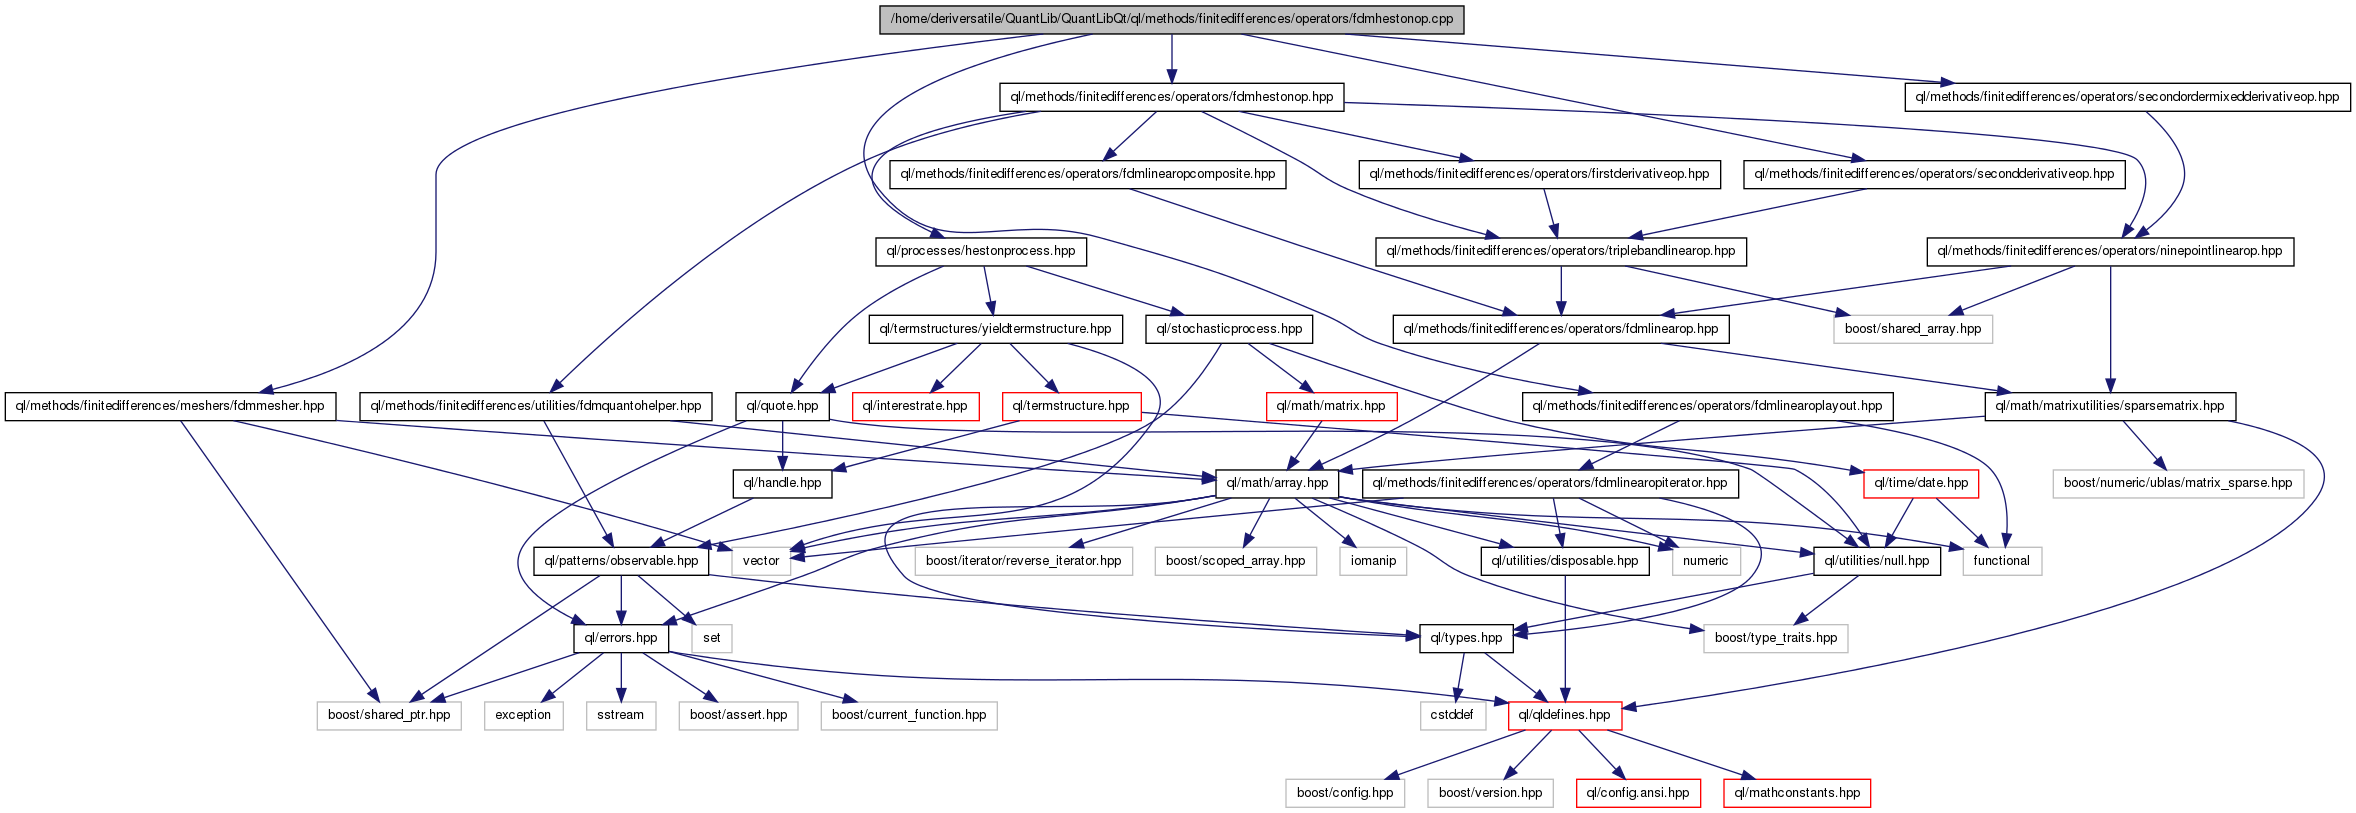 /home/deriversatile/QuantLib/QuantLibQt/ql/methods/finitedifferences/operators/fdmhestonop.cpp
ql/methods/finitedifferences/operators/fdmhestonop.hpp
ql/methods/finitedifferences/operators/secondordermixedderivativeop.hpp
ql/methods/finitedifferences/operators/fdmlinearopcomposite.hpp
ql/methods/finitedifferences/operators/firstderivativeop.hpp
ql/methods/finitedifferences/operators/secondderivativeop.hpp
ql/processes/hestonprocess.hpp
ql/methods/finitedifferences/operators/triplebandlinearop.hpp
ql/methods/finitedifferences/operators/ninepointlinearop.hpp
ql/termstructures/yieldtermstructure.hpp
ql/stochasticprocess.hpp
ql/methods/finitedifferences/operators/fdmlinearop.hpp
boost/shared_array.hpp
ql/methods/finitedifferences/meshers/fdmmesher.hpp
ql/methods/finitedifferences/utilities/fdmquantohelper.hpp
ql/quote.hpp
ql/interestrate.hpp
ql/termstructure.hpp
ql/math/matrix.hpp
ql/methods/finitedifferences/operators/fdmlinearoplayout.hpp
ql/math/matrixutilities/sparsematrix.hpp
ql/handle.hpp
ql/math/array.hpp
ql/methods/finitedifferences/operators/fdmlinearopiterator.hpp
ql/time/date.hpp
boost/numeric/ublas/matrix_sparse.hpp
ql/patterns/observable.hpp
vector
boost/iterator/reverse_iterator.hpp
boost/scoped_array.hpp
iomanip
ql/utilities/disposable.hpp
numeric
ql/utilities/null.hpp
functional
ql/errors.hpp
set
ql/types.hpp
boost/type_traits.hpp
boost/shared_ptr.hpp
exception
sstream
boost/assert.hpp
boost/current_function.hpp
cstddef
ql/qldefines.hpp
boost/config.hpp
boost/version.hpp
ql/config.ansi.hpp
ql/mathconstants.hpp